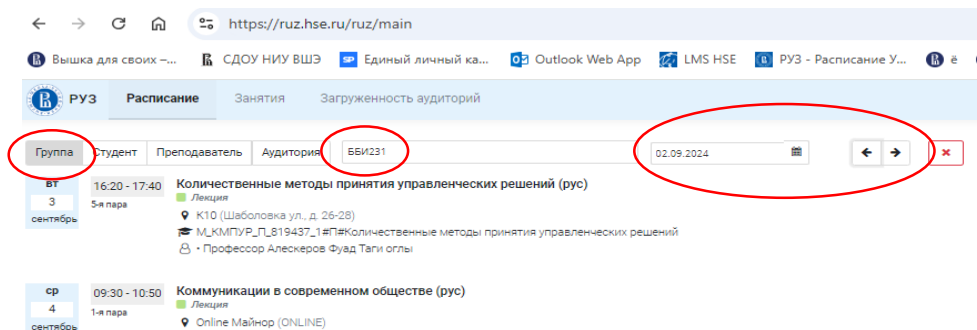 https://ruz.hse.ru/ruz/main
Вышка для своих –... СДОУ НИУ ВШЭ SP Единый личный ка... Outlook Web App LMS HSE РУЗ - Расписание У... ё
РУЗ Расписание Занятия Загруженность аудиторий
Группа Студент Преподаватель Аудитория ББИ231 02.09.2024
вт 16:20 - 17:40 Количественные методы принятия управленческих решений (рус)
3 5-я пара Лекция
сентябрь К10 (Шаболовка ул., д. 26-28)
М_КМПУР_П_819437_1#П#Количественные методы принятия управленческих решений
• Профессор Алескеров Фуад Таги оглы
ср 09:30 - 10:50 Коммуникации в современном обществе (рус)
4 1-я пара Лекция
сентябрь Online Майнор (ONLINE)